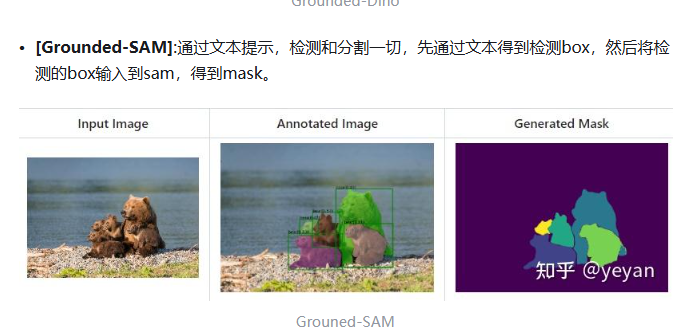 Grounded-Dino
• [Grounded-SAM]:通过文本提示，检测和分割一切，先通过文本得到检测box，然后将检
测的box输入到sam，得到mask。
Input Image
Annotated Image
Generated Mask
知乎 @yeyan
Grouned-SAM